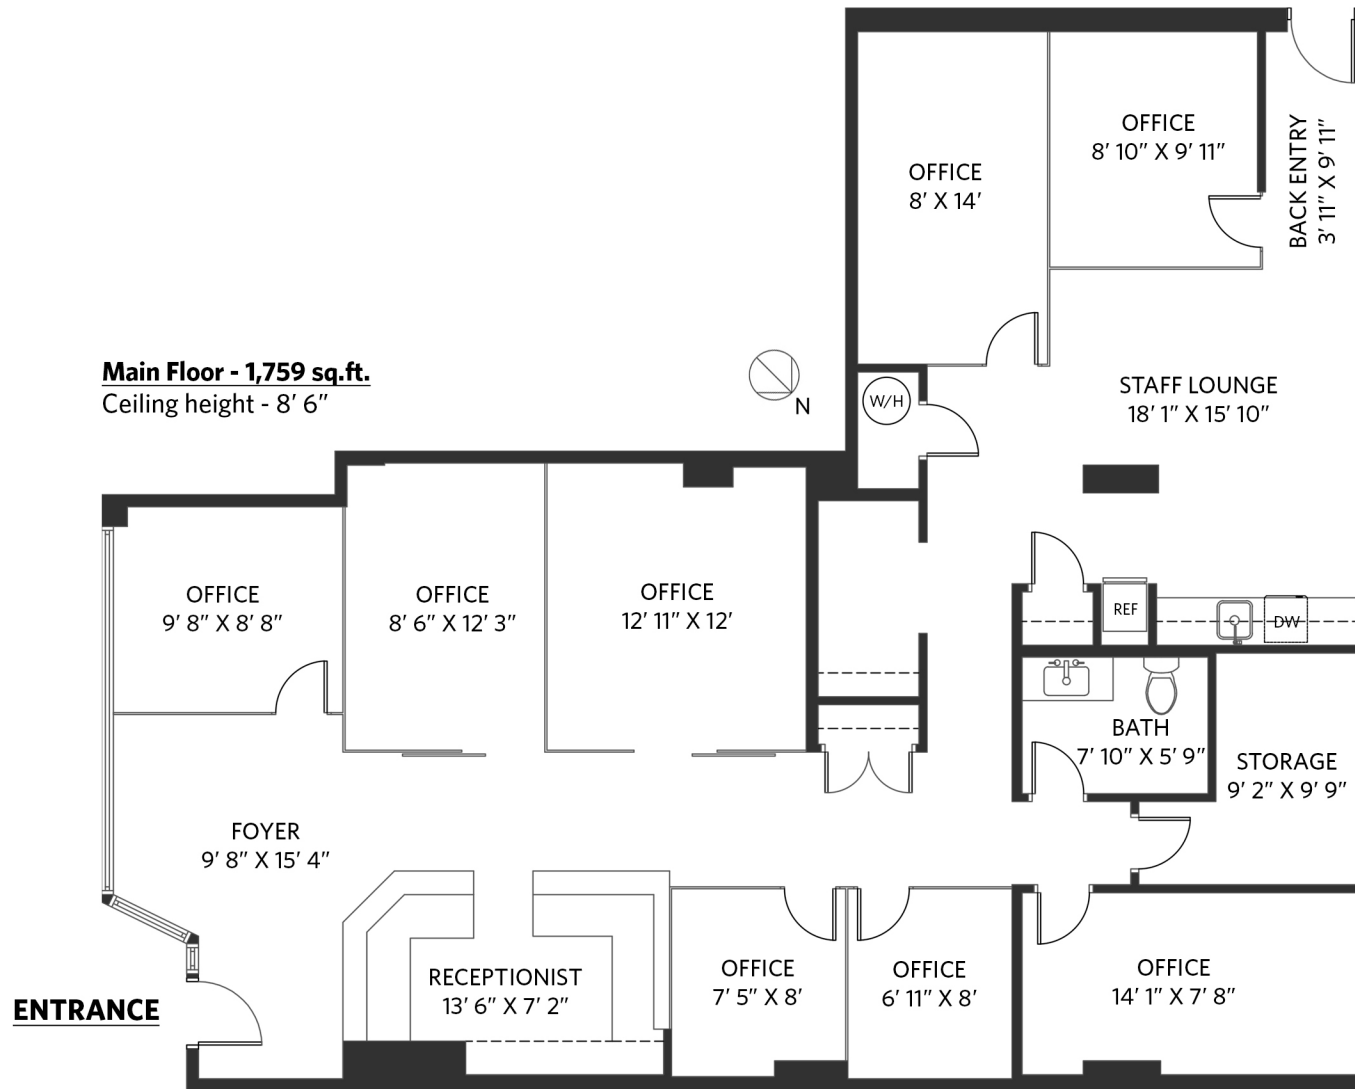 OFFICE
8' 10" X 9' 11"
BACK ENTRY
3' 11" X 9' 11"
OFFICE
8' X 14'
Main Floor - 1,759 sq.ft.
Ceiling height - 8' 6"
N
W/H
STAFF LOUNGE
18' 1" X 15' 10"
OFFICE
9' 8" X 8' 8"
OFFICE
8' 6" X 12' 3"
OFFICE
12' 11" X 12'
REF
DW
BATH
7' 10" X 5' 9"
STORAGE
9' 2" X 9' 9"
FOYER
9' 8" X 15' 4"
RECEPTIONIST
13' 6" X 7' 2"
OFFICE
7' 5" X 8'
OFFICE
6' 11" X 8'
OFFICE
14' 1" X 7' 8"
ENTRANCE